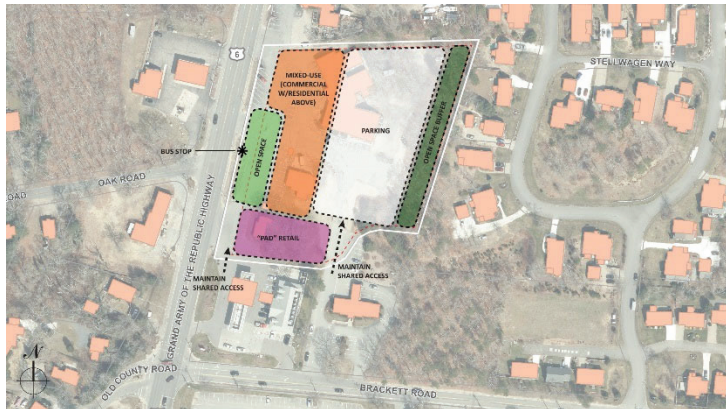 6
STELLWAGEN WAY
MIXED-USE
(COMMERCIAL
W/RESIDENTIAL
ABOVE)
PARKING
OPEN SPACE BUFFER
BUS STOP
OPEN SPACE
OAK ROAD
ROAD
"PAD" RETAIL
MAINTAIN
SHARED ACCESS
MAINTAIN
SHARED ACCESS
GRAND ARMY OF THE REPUBLIC HIGHWAY
N
OLD COUNTY ROAD
BRACKETT ROAD